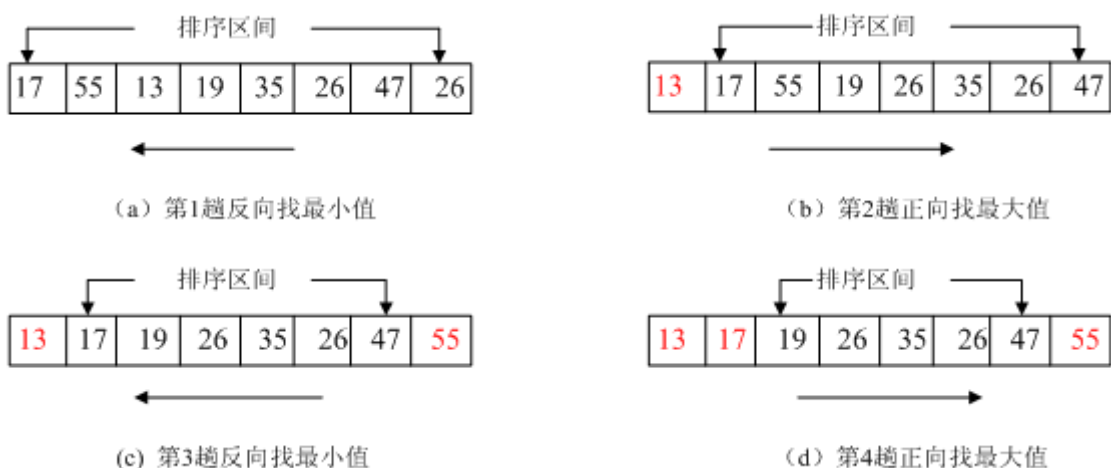 排序区间
17 55 13 19 35 26 47 26
（a）第1趟反向找最小值
排序区间
13 17 55 19 26 35 26 47
（b）第2趟正向找最大值
排序区间
13 17 19 26 35 26 47 55
(c) 第3趟反向找最小值
排序区间
13 17 19 26 35 26 47 55
（d）第4趟正向找最大值